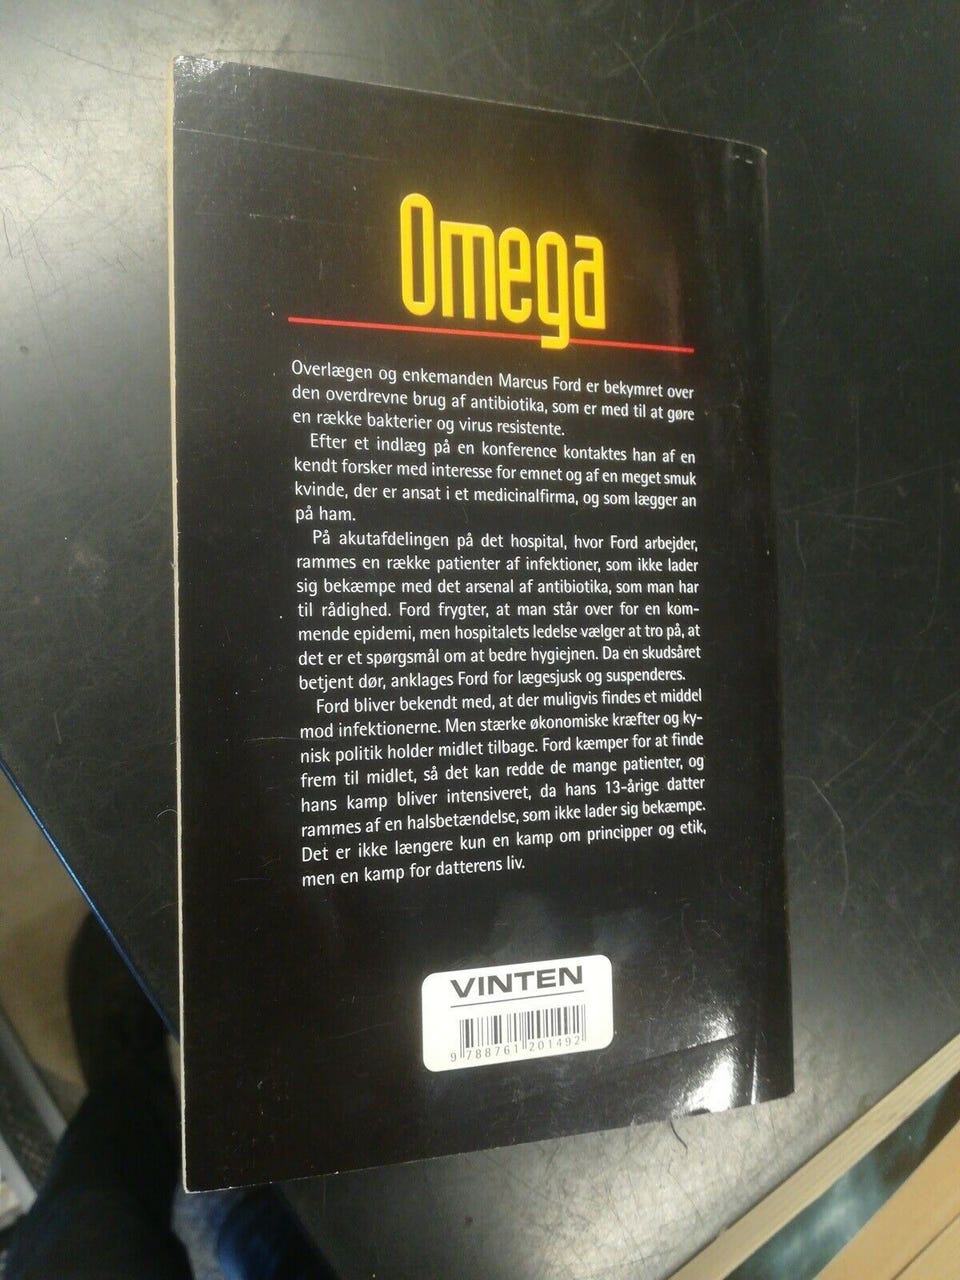 Omega
Overlægen og enkemanden Marcus Ford er bekymret over
den overdrevne brug af antibiotika, som er med til at gøre
en række bakterier og virus resistente.
Efter et indlæg på en konference kontaktes han af en
kendt forsker med interesse for emnet og af en meget smuk
kvinde, der er ansat i et medicinalfirma, og som lægger an
på ham.
På akutafdelingen på det hospital, hvor Ford arbejder,
rammes en række patienter af infektioner, som ikke lader
sig bekæmpe med det arsenal af antibiotika, som man har
til rådighed. Ford frygter, at man står over for en kom-
mende epidemi, men hospitalets ledelse vælger at tro på, at
det er et spørgsmål om at bedre hygiejnen. Da en skudsåret
betjent dør, anklages Ford for lægesjusk og suspenderes.
Ford bliver bekendt med, at der muligvis findes et middel
mod infektionerne. Men stærke økonomiske kræfter og ky-
nisk politik holder midlet tilbage. Ford kæmper for at finde
frem til midlet, så det kan redde de mange patienter, og
hans kamp bliver intensiveret, da hans 13-årige datter
rammes af en halsbetændelse, som ikke lader sig bekæmpe.
Det er ikke længere kun en kamp om principper og etik,
men en kamp for datterens liv.
VINTEN
9 788761 201492